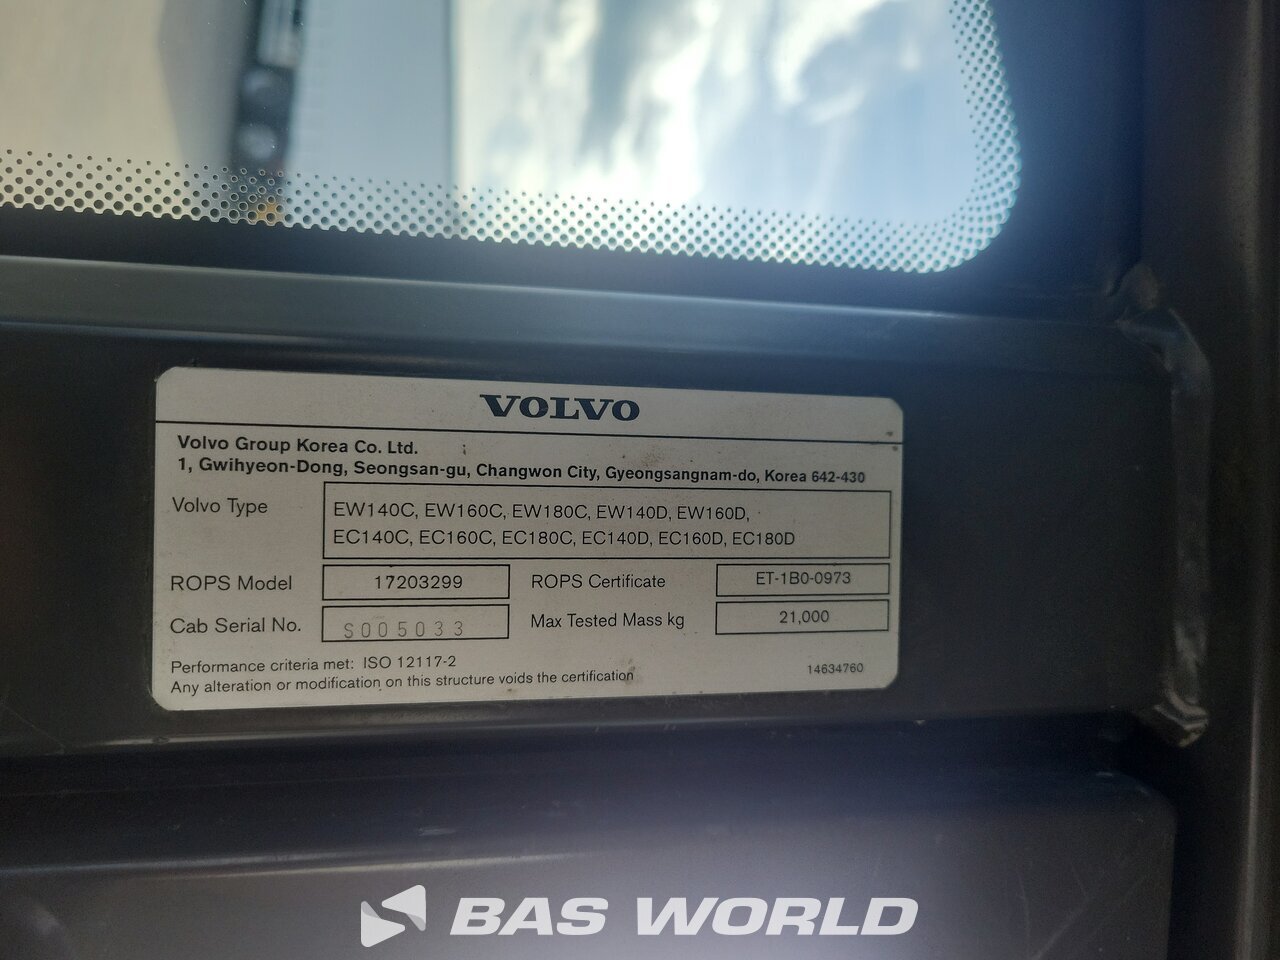 VOLVO
Volvo Group Korea Co. Ltd.
1, Gwihyeon-Dong, Seongsan-gu, Changwon City, Gyeongsangnam-do, Korea 642-430
Volvo Type
EW140C, EW160C, EW180C, EW140D, EW160D,
EC140C, EC160C, EC180C, EC140D, EC160D, EC180D
ROPS Model 17203299 ROPS Certificate ET-1B0-0973
Cab Serial No. S005033 Max Tested Mass kg 21,000
Performance criteria met: ISO 12117-2
Any alteration or modification on this structure voids the certification
14634760
BAS WORLD